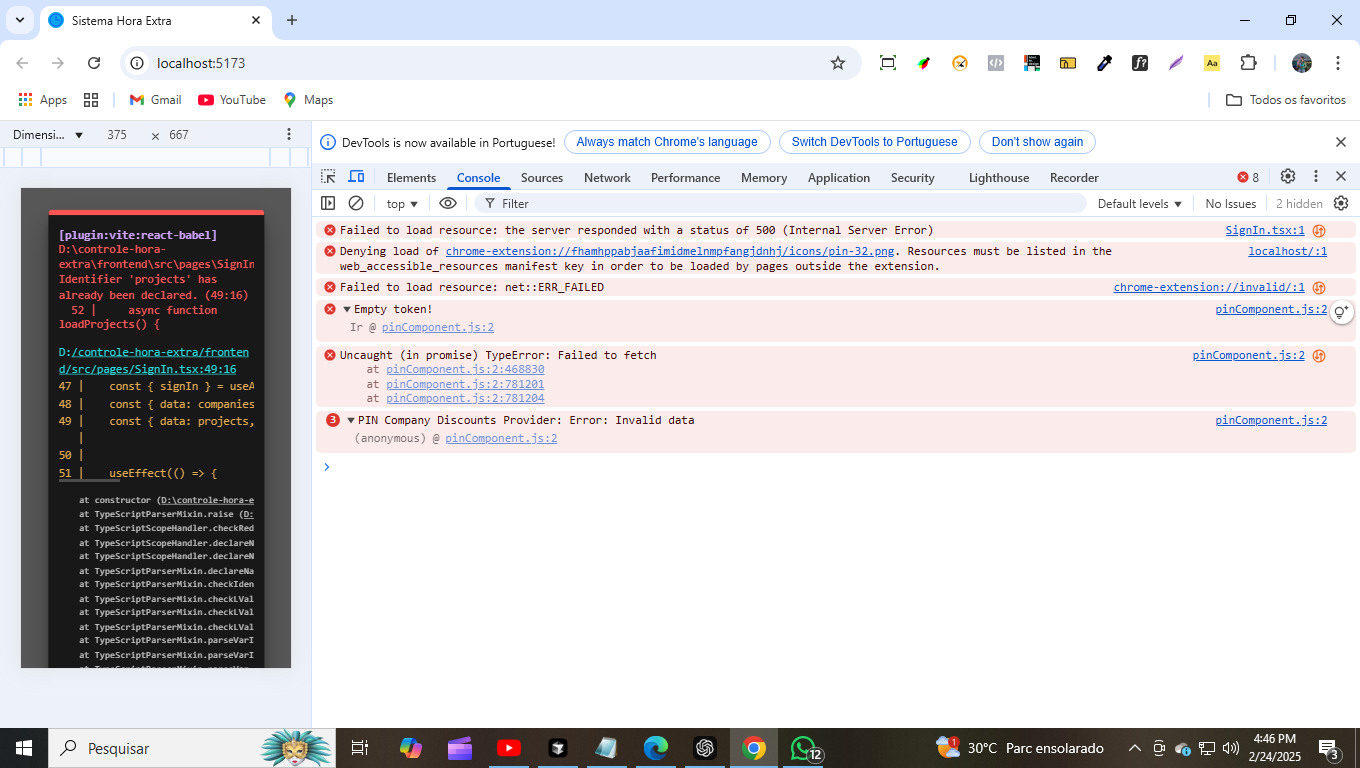 Sistema Hora Extra
localhost:5173
Aa
Apps
Gmail
YouTube
Maps
Todos os favoritos
Dimensi... ▼ 375 × 667
[plugin:vite:react-babel]
D:\controle-hora-
extra\frontend\src\pages\SignIn
Identifier 'projects' has
already been declared. (49:16)
52 | async function
loadProjects() {
D:/controle-hora-extra/fronten
d/src/pages/SignIn.tsx:49:16
47 | const { signIn } = useA
48 | const { data: companies
49 | const { data: projects,
|
50 |
51 | useEffect(() => {
at constructor (D:\controle-hora-e
at TypeScriptParserMixin.raise (D:
at TypeScriptScopeHandler.checkRed
at TypeScriptScopeHandler.declareN
at TypeScriptScopeHandler.declareN
at TypeScriptParserMixin.declareNa
at TypeScriptParserMixin.checkIden
at TypeScriptParserMixin.checkLVal
at TypeScriptParserMixin.checkLVal
at TypeScriptParserMixin.checkLVal
at TypeScriptParserMixin.parseVarI
at TypeScriptParserMixin.parseVarI
DevTools is now available in Portuguese! Always match Chrome's language Switch DevTools to Portuguese Don't show again
Elements Console Sources Network Performance Memory Application Security Lighthouse Recorder 8
top ▼ Filter Default levels ▼ No Issues 2 hidden
Failed to load resource: the server responded with a status of 500 (Internal Server Error) SignIn.tsx:1
Denying load of chrome-extension://fhamhppabjaafimidmelnmpfangjdnhj/icons/pin-32.png. Resources must be listed in the localhost/:1
web_accessible_resources manifest key in order to be loaded by pages outside the extension.
Failed to load resource: net::ERR_FAILED chrome-extension://invalid/:1
▼Empty token! pinComponent.js:2
Ir @ pinComponent.js:2
Uncaught (in promise) TypeError: Failed to fetch pinComponent.js:2
at pinComponent.js:2:468830
at pinComponent.js:2:781201
at pinComponent.js:2:781204
3 ▼PIN Company Discounts Provider: Error: Invalid data pinComponent.js:2
(anonymous) @ pinComponent.js:2
Pesquisar
12
1
30°C Parc ensolarado
4:46 PM
2/24/2025
3